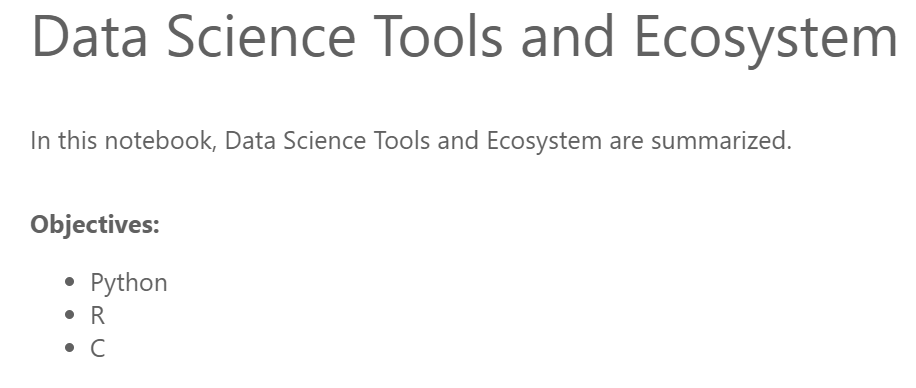 Data Science Tools and Ecosystem
In this notebook, Data Science Tools and Ecosystem are summarized.
Objectives:
• Python
• R
• C